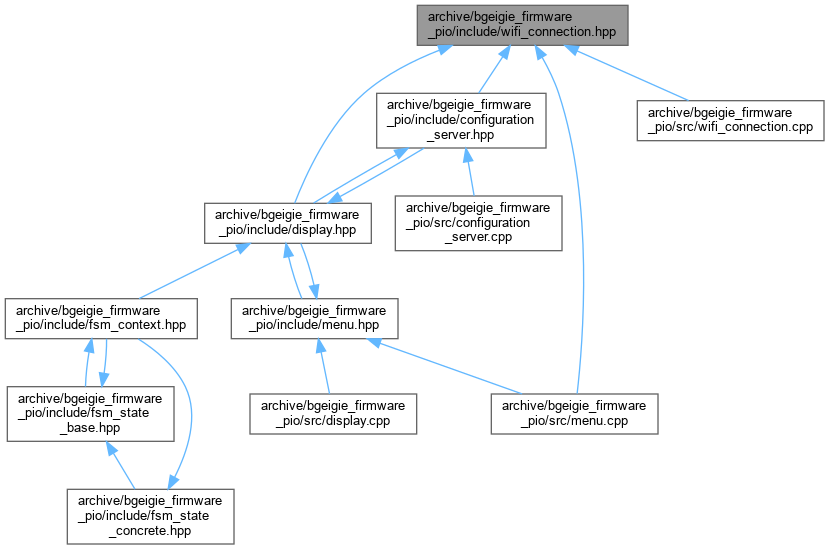 archive/bgeigie_firmware
_pio/include/wifi_connection.hpp
archive/bgeigie_firmware
_pio/include/configuration
_server.hpp
archive/bgeigie_firmware
_pio/src/wifi_connection.cpp
archive/bgeigie_firmware
_pio/include/display.hpp
archive/bgeigie_firmware
_pio/src/configuration
_server.cpp
archive/bgeigie_firmware
_pio/include/fsm_context.hpp
archive/bgeigie_firmware
_pio/include/menu.hpp
archive/bgeigie_firmware
_pio/include/fsm_state
_base.hpp
archive/bgeigie_firmware
_pio/src/display.cpp
archive/bgeigie_firmware
_pio/src/menu.cpp
archive/bgeigie_firmware
_pio/include/fsm_state
_concrete.hpp